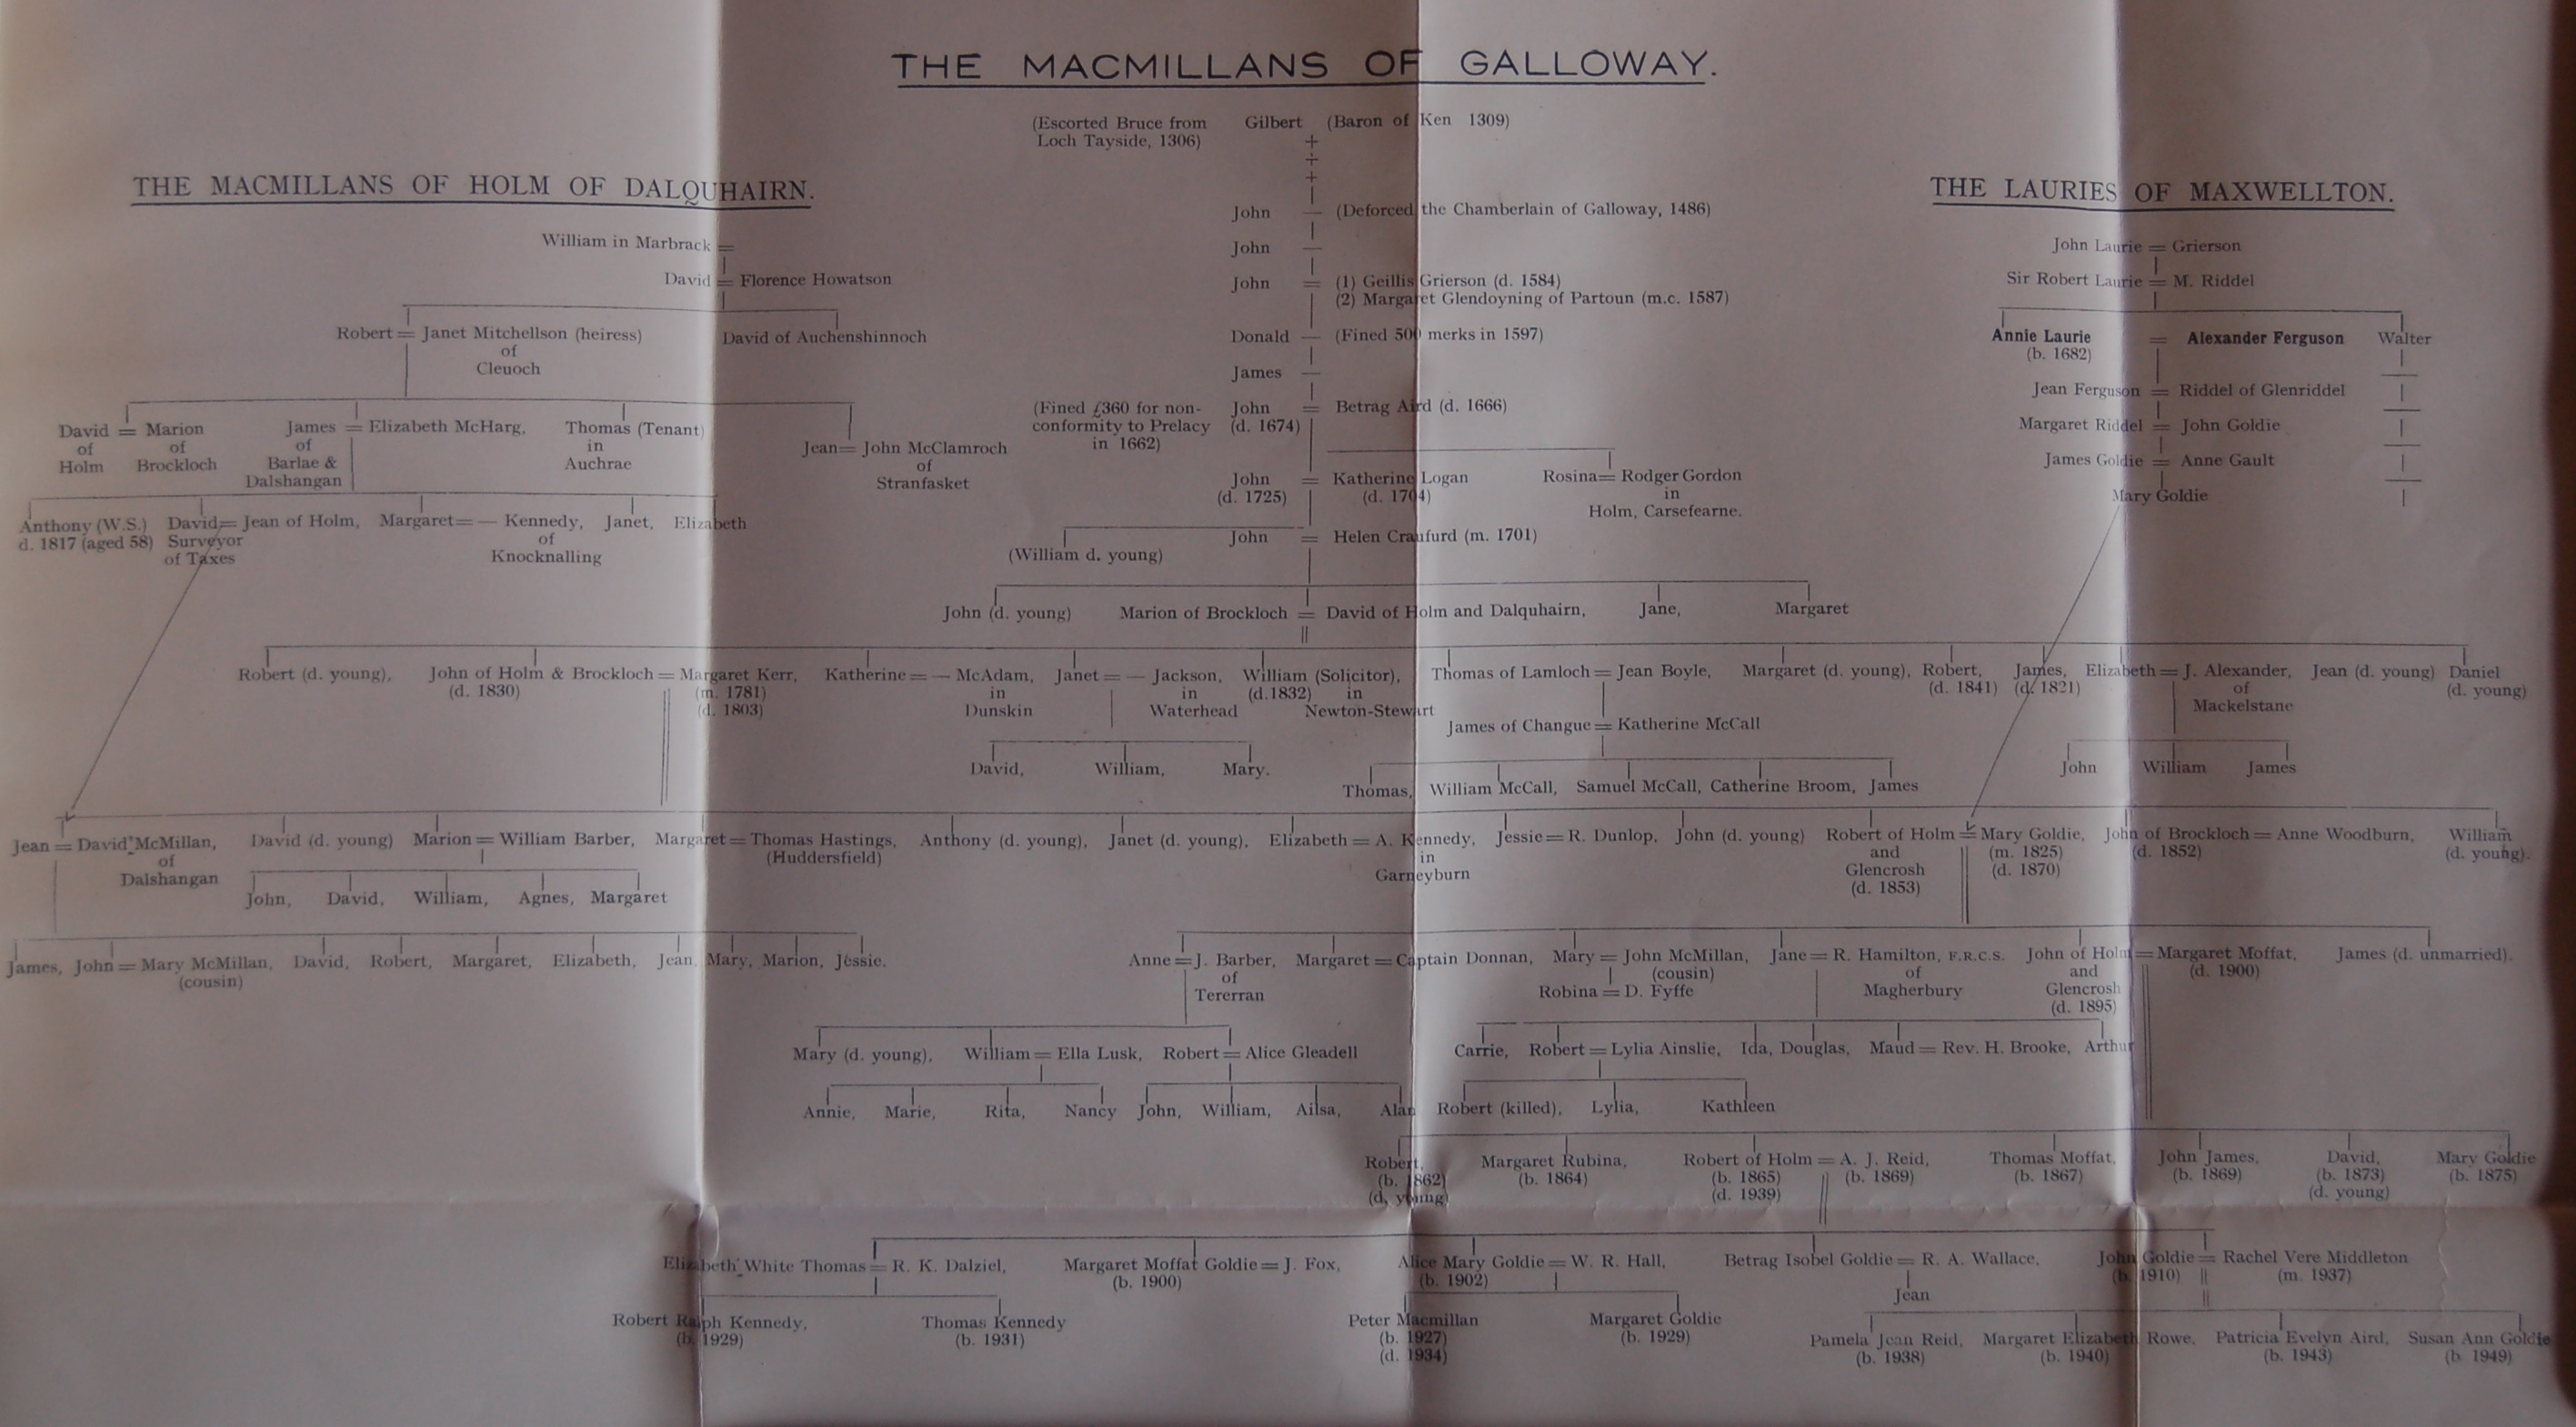 THE MACMILLANS OF GALLOWAY.
(Escorted Bruce from Gilbert (Baron of Ken 1309)
Loch Tayside, 1306)
THE MACMILLANS OF HOLM OF DALQUHAIRN.
William in Marbrack =
David = Florence Howatson
Robert = Janet Mitchellson (heiress) David of Auchenshinnoch
of
Cleuoch
David = Marion James = Elizabeth McHarg, Thomas (Tenant)
of of of in
Holm Brockloch Barlae & Auchrae
Dalshangan
Jean = John McClamroch
of
Stranfasket
Anthony (W.S.) David = Jean of Holm, Margaret = — Kennedy, Janet, Elizabeth
d. 1817 (aged 58) Surveyor of
of Taxes Knocknalling
John — (Deforced the Chamberlain of Galloway, 1486)
John —
John = (1) Geillis Grierson (d. 1584)
(2) Margaret Glendoyning of Partoun (m.c. 1587)
Donald — (Fined 500 merks in 1597)
James —
(Fined £360 for non- John = Betrag Aird (d. 1666)
conformity to Prelacy (d. 1674)
in 1662)
John = Katherine Logan Rosina = Rodger Gordon
(d. 1725) (d. 1704) in
Holm, Carsefearne.
John = Helen Craufurd (m. 1701)
(William d. young)
John (d. young) Marion of Brockloch = David of Holm and Dalquhairn, Jane, Margaret
THE LAURIES OF MAXWELLTON.
John Laurie = Grierson
Sir Robert Laurie = M. Riddel
Annie Laurie = Alexander Ferguson Walter
(b. 1682)
Jean Ferguson = Riddel of Glenriddel
Margaret Riddel = John Goldie
James Goldie = Anne Gault
Mary Goldie
Robert (d. young), John of Holm & Brockloch = Margaret Kerr, Katherine = — McAdam, Janet = — Jackson, William (Solicitor), Thomas of Lamloch = Jean Boyle, Margaret (d. young), Robert, James, Elizabeth = J. Alexander, Jean (d. young) Daniel
(d. 1830) (m. 1781) in in (d.1832) in (d. 1841) (d. 1821) of (d. young)
(d. 1803) Dunskin Waterhead Newton-Stewart Mackelstane
James of Changue = Katherine McCall
David, William, Mary. John William James
Thomas, William McCall, Samuel McCall, Catherine Broom, James
Jean = David McMillan, David (d. young) Marion = William Barber, Margaret = Thomas Hastings, Anthony (d. young), Janet (d. young), Elizabeth = A. Kennedy, Jessie = R. Dunlop, John (d. young) Robert of Holm = Mary Goldie, John of Brockloch = Anne Woodburn, William
of (Huddersfield) in and (m. 1825) (d. 1852) (d. young).
Dalshangan Garneyburn Glencrosh (d. 1870)
(d. 1853)
John, David, William, Agnes, Margaret
James, John = Mary McMillan, David, Robert, Margaret, Elizabeth, Jean, Mary, Marion, Jessie.
(cousin)
Anne = J. Barber, Margaret = Captain Donnan, Mary = John McMillan, Jane = R. Hamilton, F.R.C.S. John of Holm = Margaret Moffat, James (d. unmarried).
of (cousin) of and (d. 1900)
Tererran Robina = D. Fyffe Magherbury Glencrosh
(d. 1895)
Mary (d. young), William = Ella Lusk, Robert = Alice Gleadell Carrie, Robert = Lylia Ainslie, Ida, Douglas, Maud = Rev. H. Brooke, Arthur
Annie, Marie, Rita, Nancy John, William, Ailsa, Alan Robert (killed), Lylia, Kathleen
Robert, Margaret Rubina, Robert of Holm = A. J. Reid, Thomas Moffat, John James, David, Mary Goldie
(b. 1862) (b. 1864) (b. 1865) (b. 1869) (b. 1867) (b. 1869) (b. 1873) (b. 1875)
(d. young) (d. 1939) (d. young)
Elizabeth White Thomas = R. K. Dalziel, Margaret Moffat Goldie = J. Fox, Alice Mary Goldie = W. R. Hall, Betrag Isobel Goldie = R. A. Wallace, John Goldie = Rachel Vere Middleton
(b. 1900) (b. 1902) (b. 1910) (m. 1937)
Jean
Robert Ralph Kennedy, Thomas Kennedy Peter Macmillan Margaret Goldie
(b. 1929) (b. 1931) (b. 1927) (b. 1929)
(d. 1934)
Pamela Jean Reid, Margaret Elizabeth Rowe, Patricia Evelyn Aird, Susan Ann Goldie
(b. 1938) (b. 1940) (b. 1943) (b 1949)